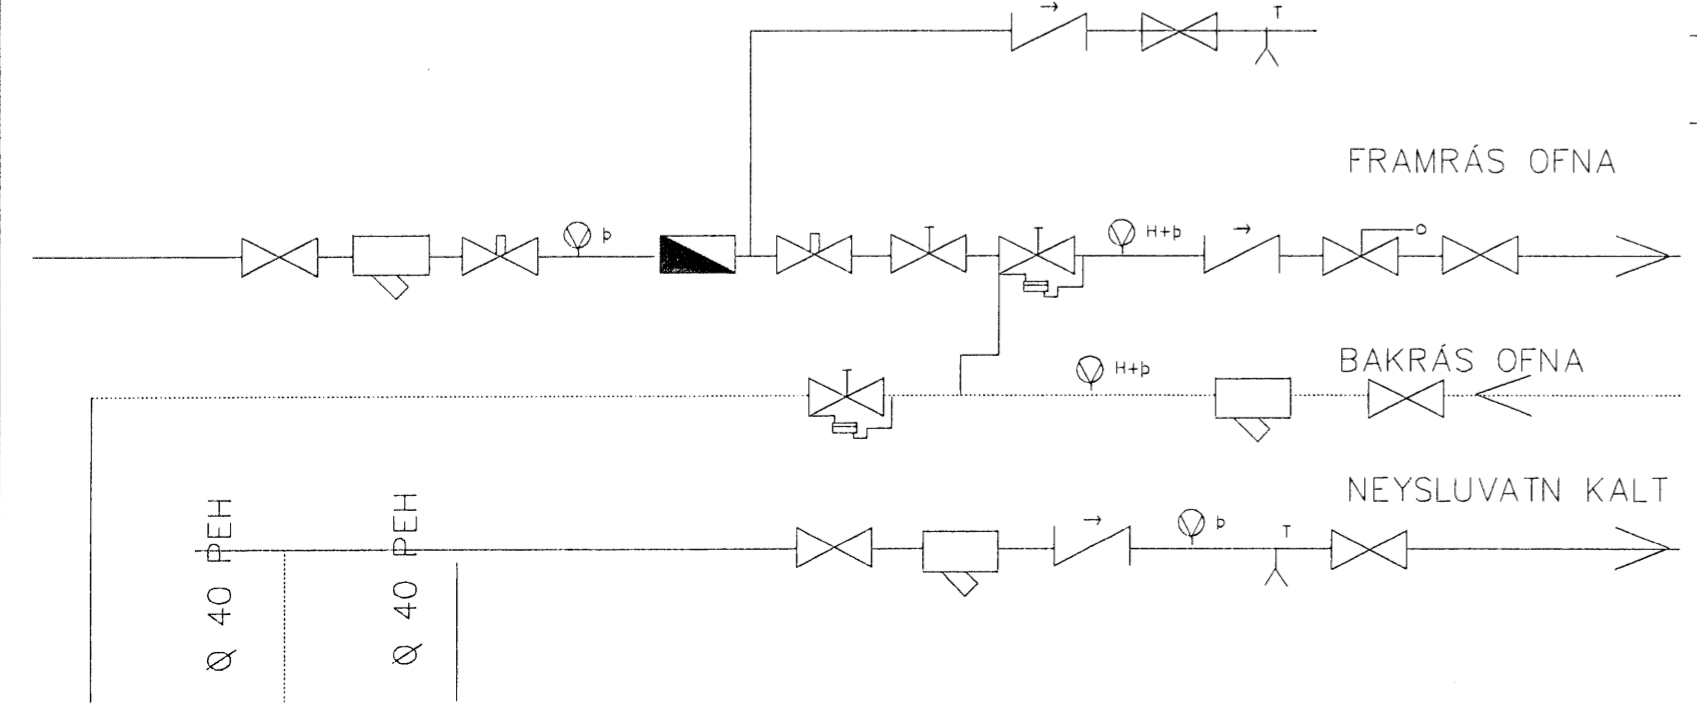 T
FRAMRÁS OFNA
þ
H+þ
BAKRÁS OFNA
H+þ
NEYSLUVATN KALT
þ
T
Ø 40 PEH
Ø 40 PEH